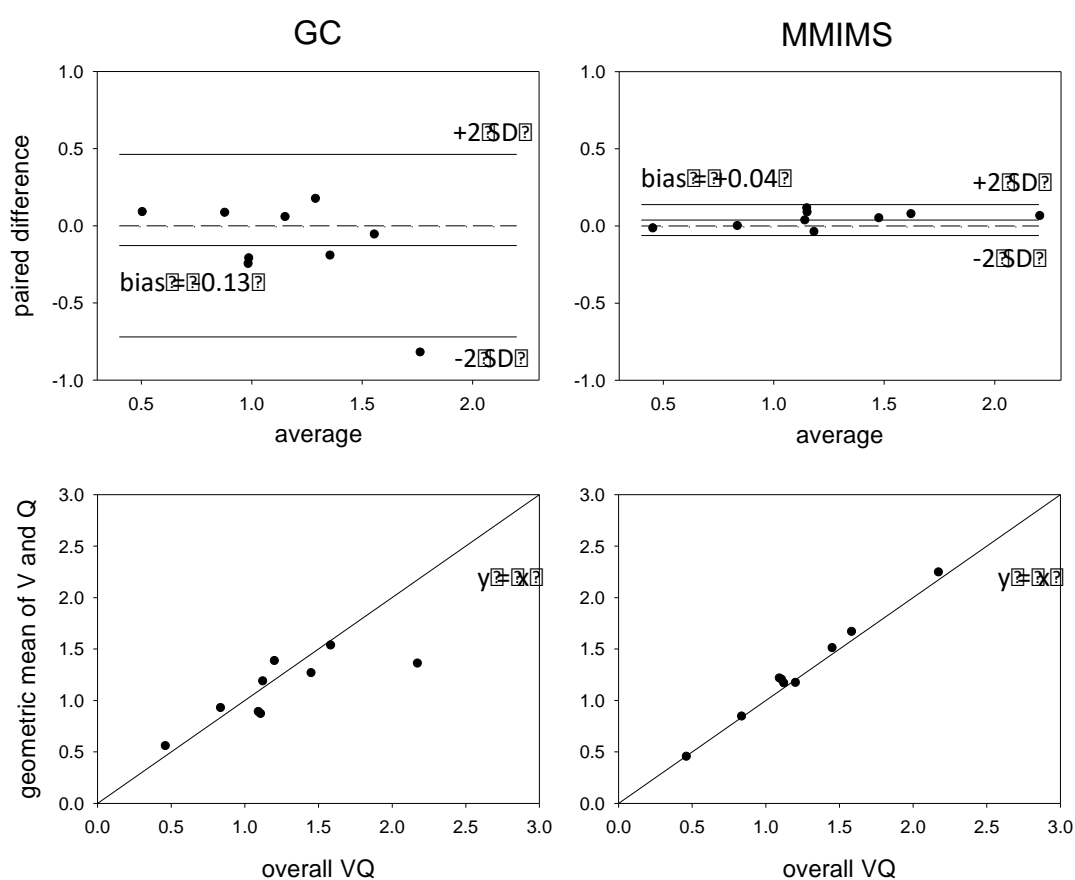 GC
MMIMS
1.0
0.5
0.0
-0.5
-1.0
paired difference
+2⍰SD⍰
bias⍰=⍰-0.13⍰
-2⍰SD⍰
0.5 1.0 1.5 2.0
average
1.0
0.5
0.0
-0.5
-1.0
bias⍰=⍰+0.04⍰
+2⍰SD⍰
-2⍰SD⍰
0.5 1.0 1.5 2.0
average
3.0
2.5
2.0
1.5
1.0
0.5
0.0
geometric mean of V and Q
y⍰=⍰x⍰
0.0 0.5 1.0 1.5 2.0 2.5 3.0
overall VQ
3.0
2.5
2.0
1.5
1.0
0.5
0.0
y⍰=⍰x⍰
0.0 0.5 1.0 1.5 2.0 2.5 3.0
overall VQ